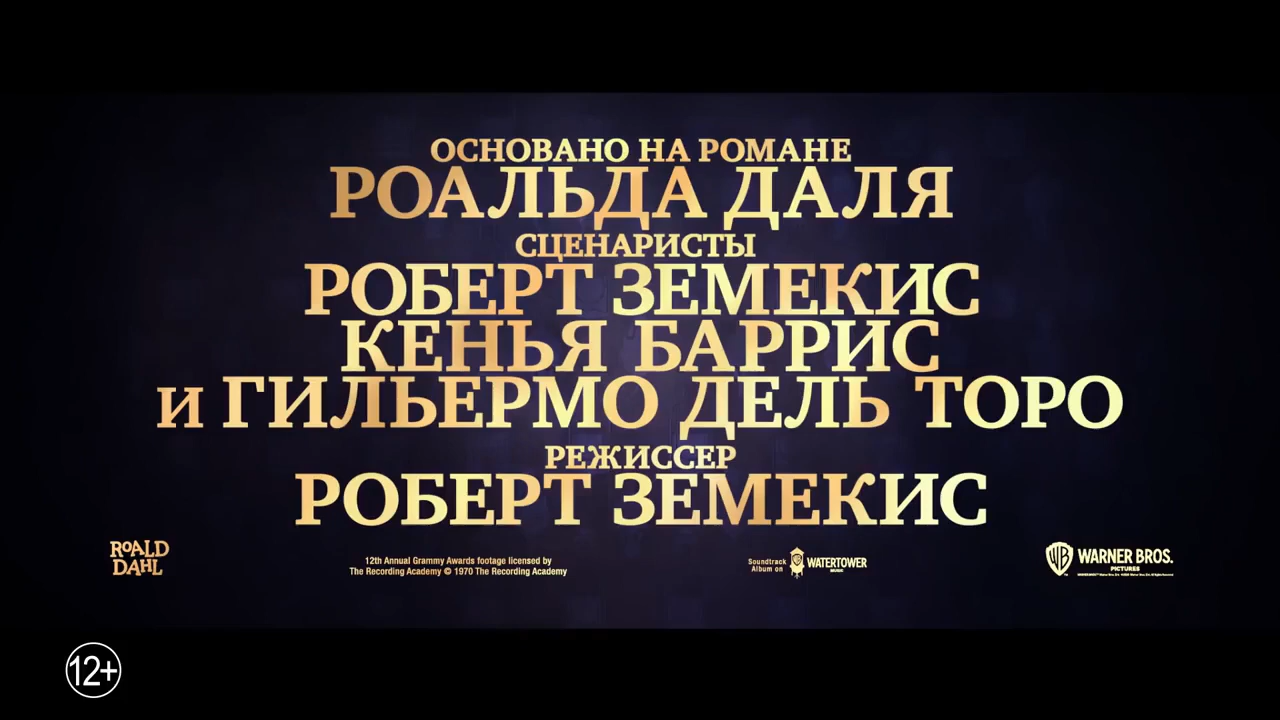 ОСНОВАНО НА РОМАНЕ
РОАЛЬДА ДАЛЯ
СЦЕНАРИСТЫ
РОБЕРТ ЗЕМЕКИС
КЕНЬЯ БАРРИС
И ГИЛЬЕРМО ДЕЛЬ ТОРО
РЕЖИССЕР
РОБЕРТ ЗЕМЕКИС
ROALD
DAHL
12th Annual Grammy Awards footage licensed by
The Recording Academy © 1970 The Recording Academy
Soundtrack
Album on
WATERTOWER
MUSIC
WB
WARNER BROS.
PICTURES
12+